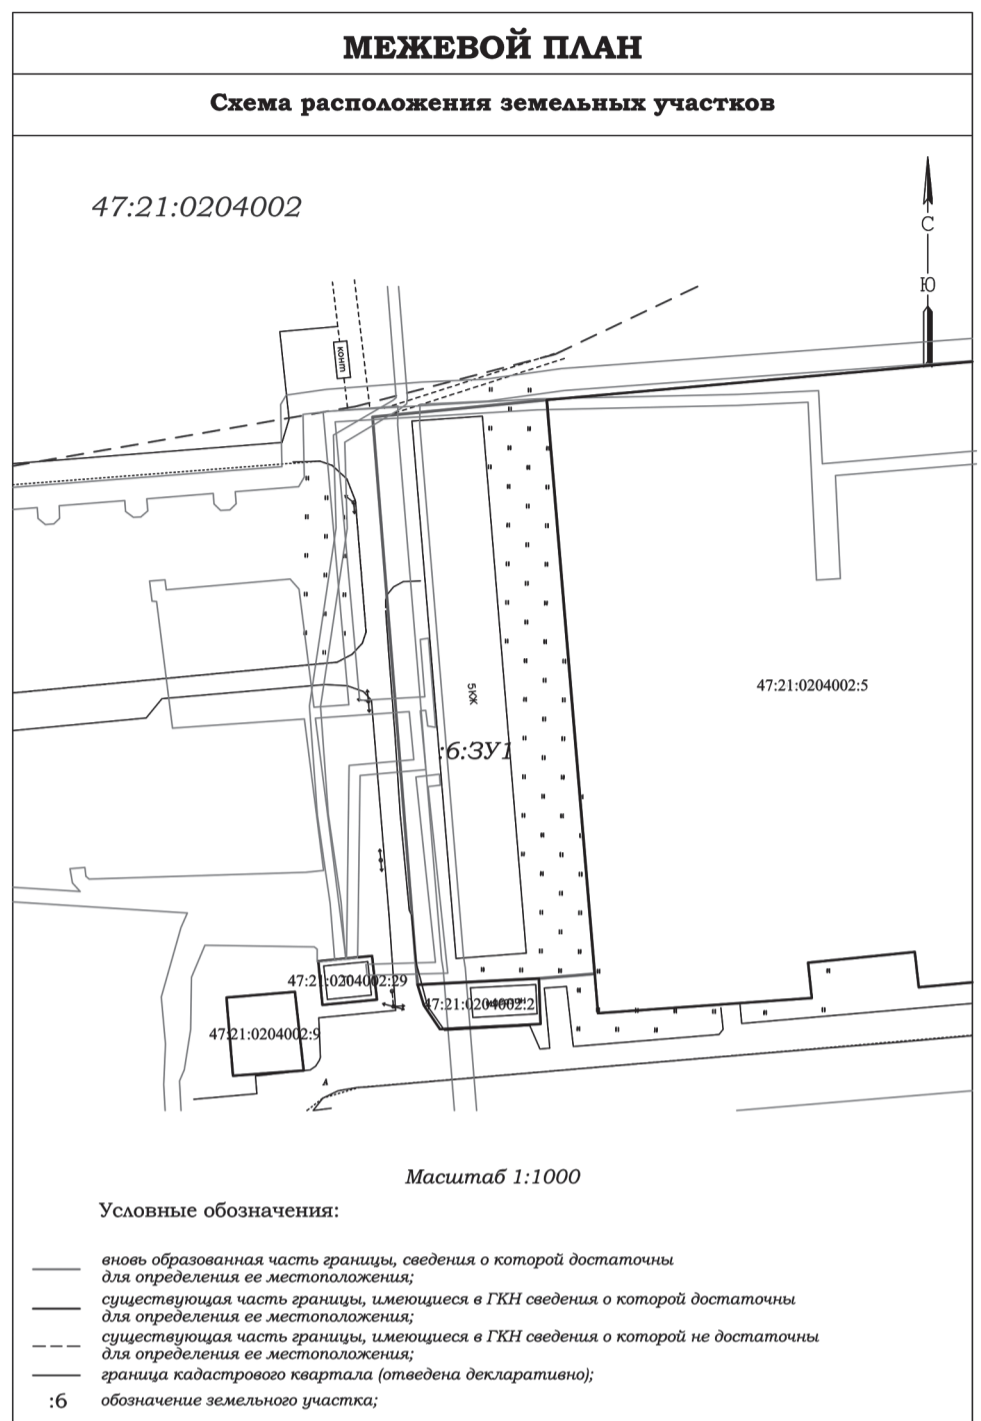 МЕЖЕВОЙ ПЛАН
Схема расположения земельных участков
47:21:0204002
С
Ю
конт
5КЖ
47:21:0204002:5
:6:ЗУ1
47:21:0204002:29
47:21:0204002:2
47:21:0204002:9
А
Масштаб 1:1000
Условные обозначения:
вновь образованная часть границы, сведения о которой достаточны
для определения ее местоположения;
существующая часть границы, имеющиеся в ГКН сведения о которой достаточны
для определения ее местоположения;
существующая часть границы, имеющиеся в ГКН сведения о которой не достаточны
для определения ее местоположения;
граница кадастрового квартала (отведена декларативно);
:6 обозначение земельного участка;